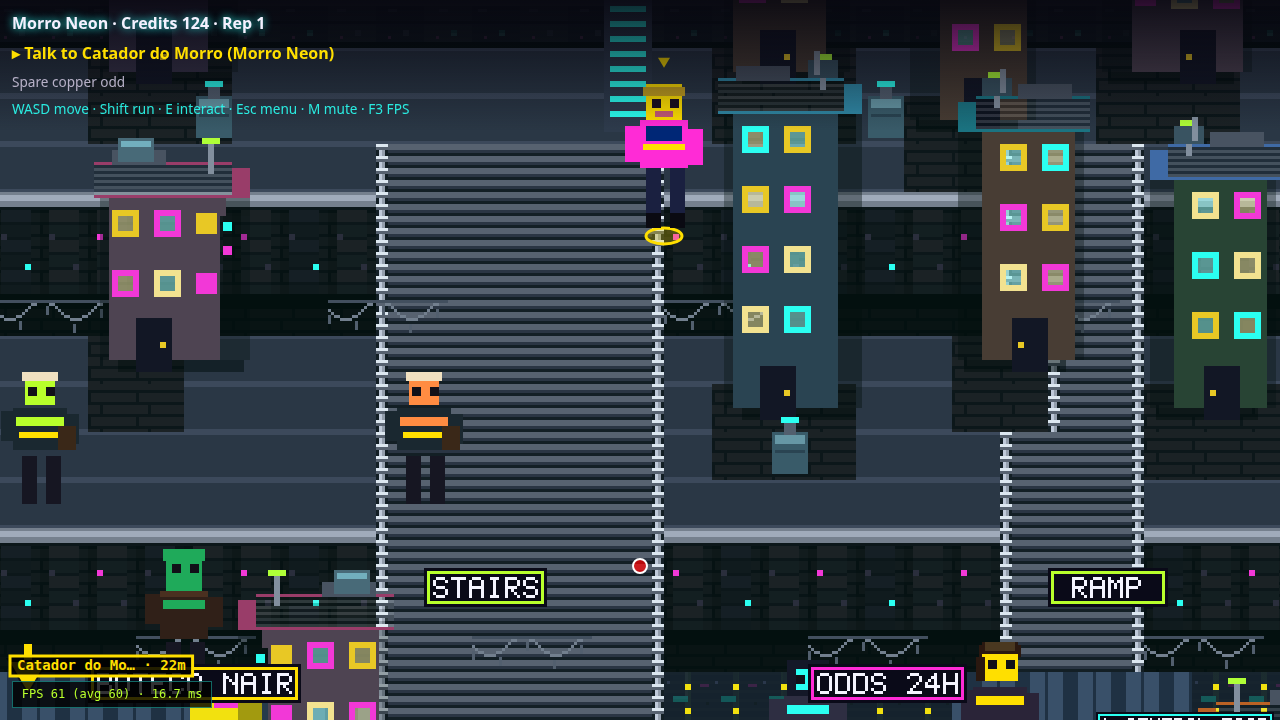 Morro Neon · Credits 124 · Rep 1
▸ Talk to Catador do Morro (Morro Neon)
Spare copper odd
WASD move · Shift run · E interact · Esc menu · M mute · F3 FPS
STAIRS
RAMP
Catador do Mo… · 22m
NAIR
ODDS 24H
FPS 61 (avg 60) · 16.7 ms